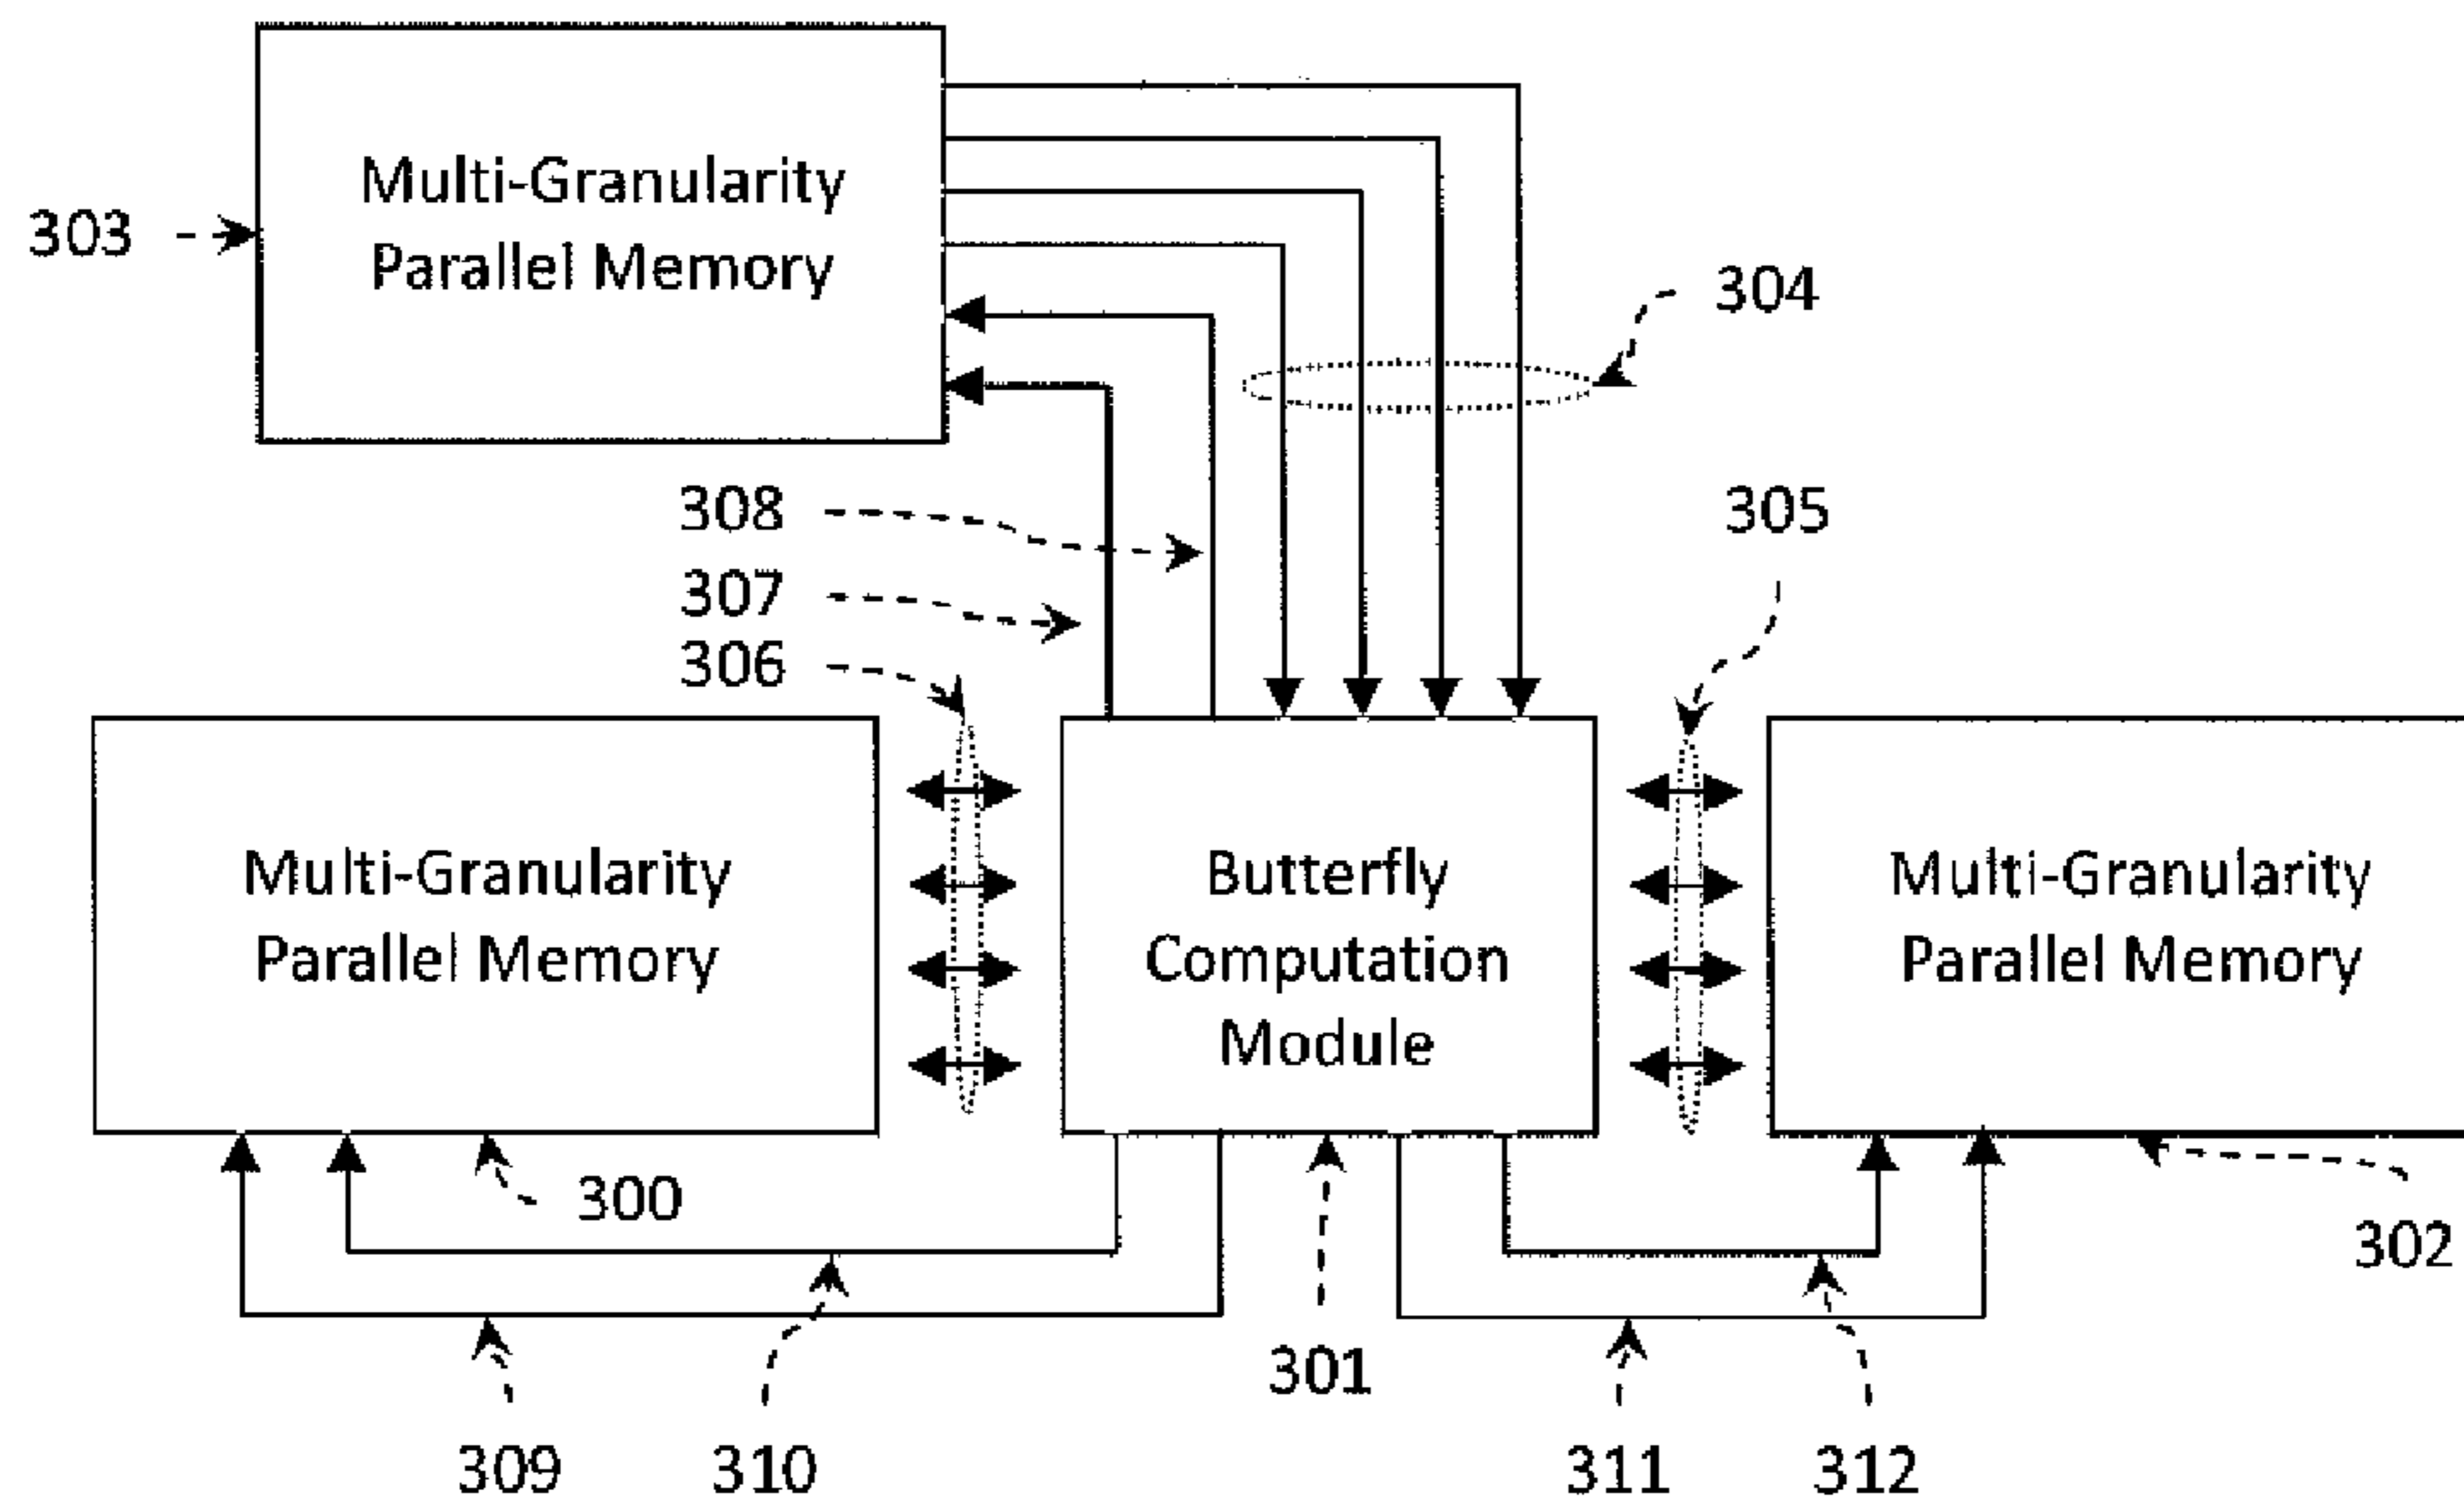 Multi-Granularity
Parallel Memory
303
304
308
305
307
306
Multi-Granularity
Parallel Memory
Butterfly
Computation
Module
Multi-Granularity
Parallel Memory
300
302
301
309
310
311
312